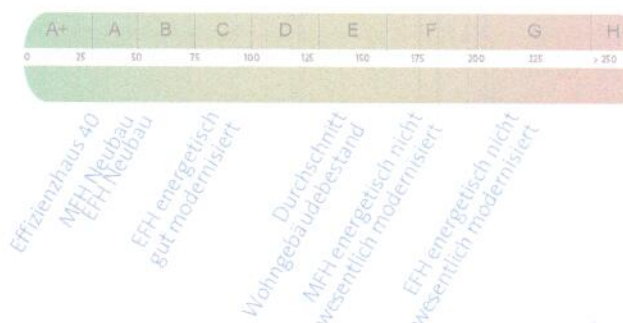 A+ A B C D E F G H
0 25 50 75 100 125 150 175 200 225 > 250
Effizienzhaus 40
MFH Neubau
EFH Neubau
EFH energetisch
gut modernisiert
Durchschnitt
Wohngebäudebestand
MFH energetisch nicht
wesentlich modernisiert
EFH energetisch nicht
wesentlich modernisiert